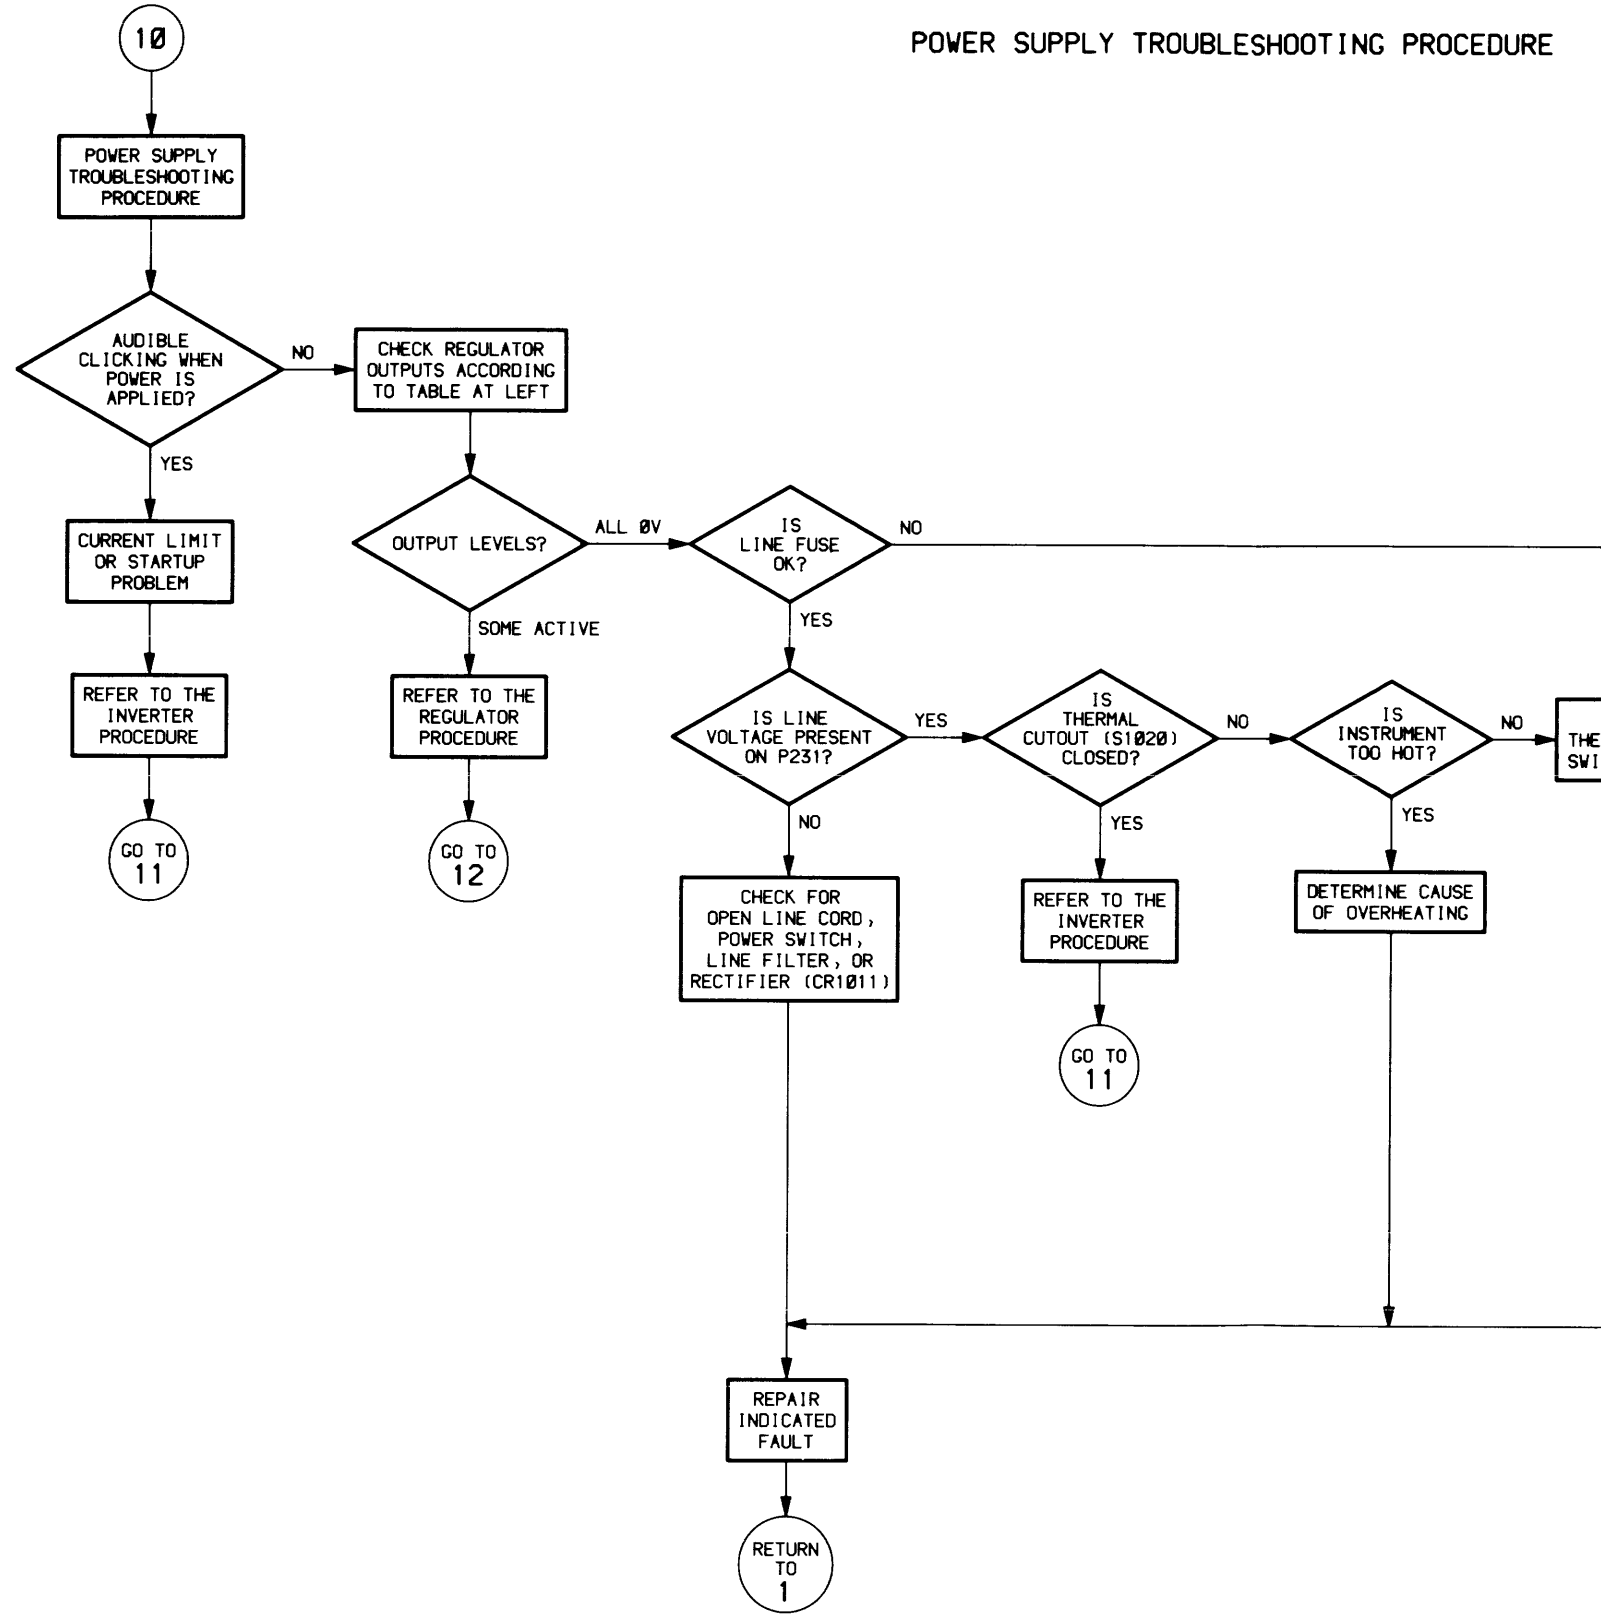 POWER SUPPLY TROUBLESHOOTING PROCEDURE
10
POWER SUPPLY
TROUBLESHOOTING
PROCEDURE
AUDIBLE
CLICKING WHEN
POWER IS
APPLIED?
NO
YES
CHECK REGULATOR
OUTPUTS ACCORDING
TO TABLE AT LEFT
CURRENT LIMIT
OR STARTUP
PROBLEM
REFER TO THE
INVERTER
PROCEDURE
GO TO
11
OUTPUT LEVELS?
ALL 0V
SOME ACTIVE
REFER TO THE
REGULATOR
PROCEDURE
GO TO
12
IS
LINE FUSE
OK?
NO
YES
IS LINE
VOLTAGE PRESENT
ON P231?
YES
NO
CHECK FOR
OPEN LINE CORD,
POWER SWITCH,
LINE FILTER, OR
RECTIFIER (CR1011)
IS
THERMAL
CUTOUT (S1020)
CLOSED?
NO
YES
REFER TO THE
INVERTER
PROCEDURE
GO TO
11
IS
INSTRUMENT
TOO HOT?
NO
YES
THE
SWI
DETERMINE CAUSE
OF OVERHEATING
REPAIR
INDICATED
FAULT
RETURN
TO
1